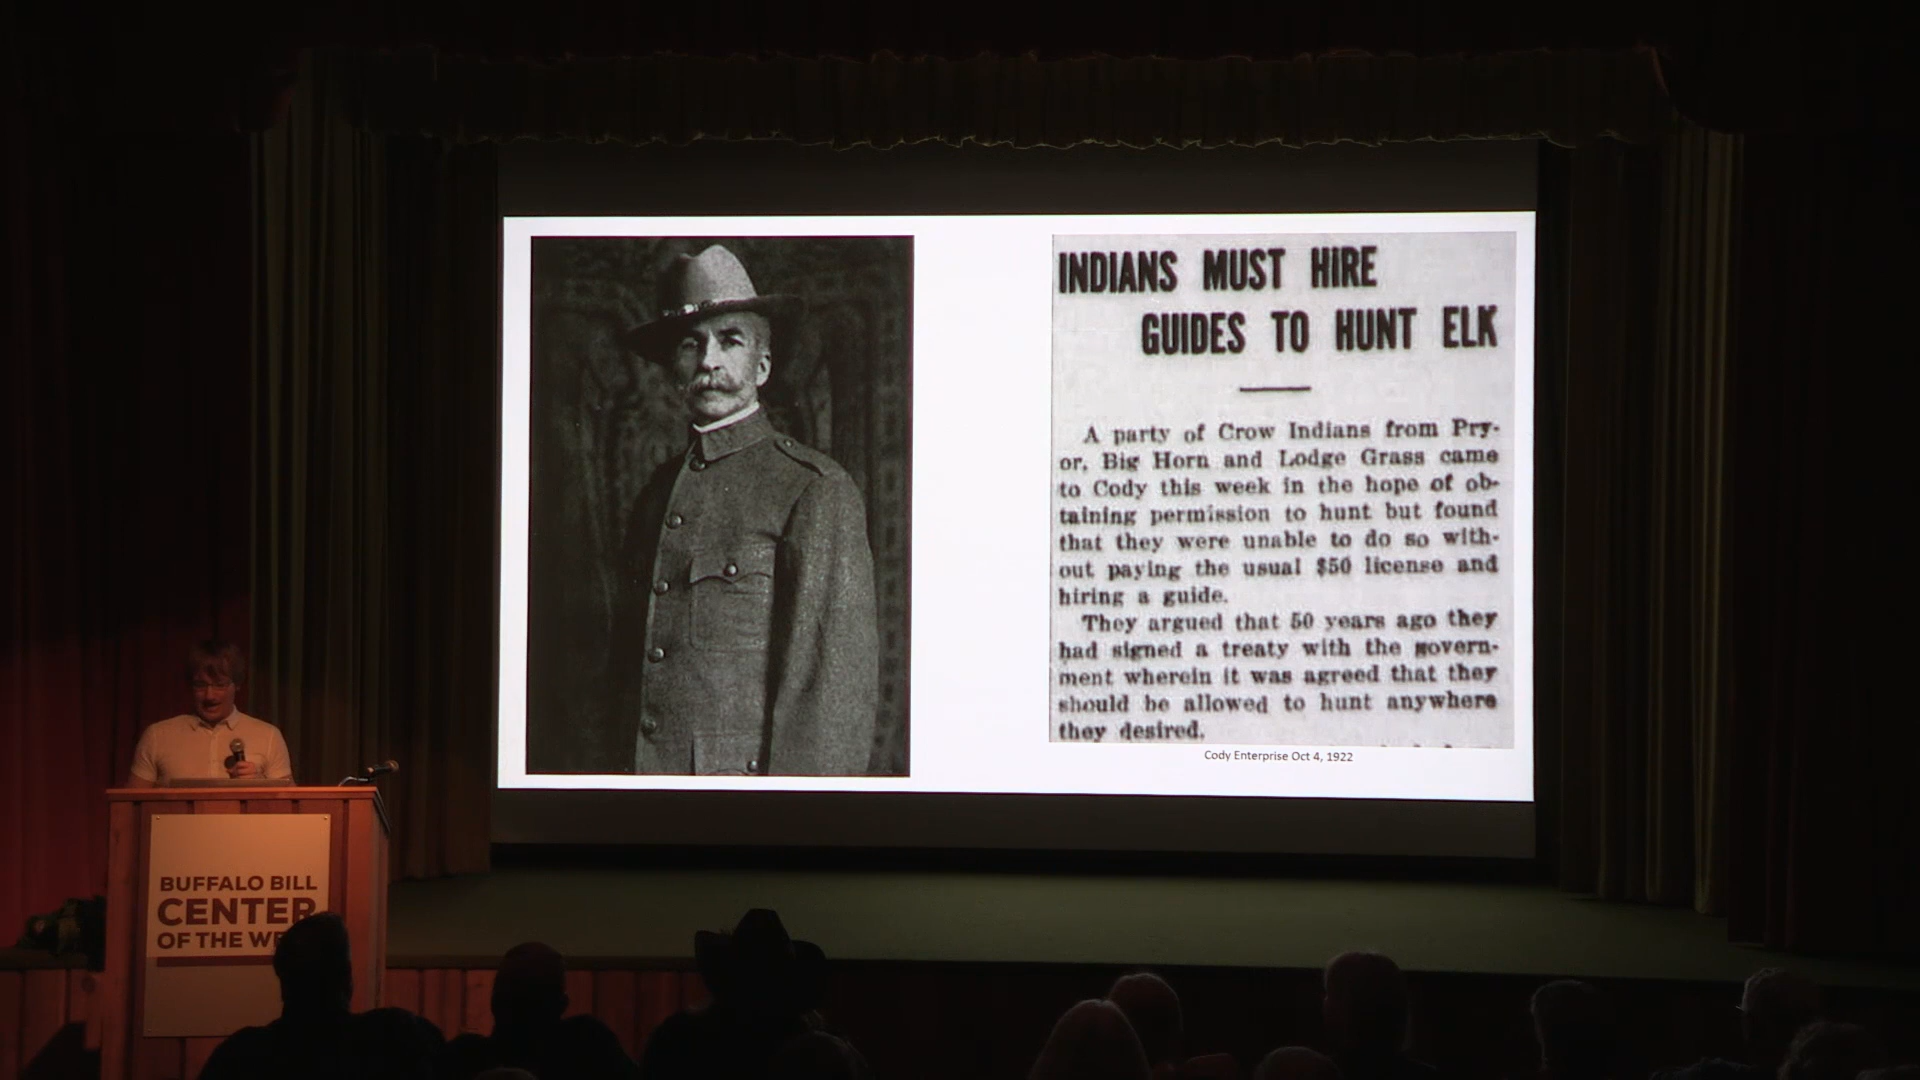 INDIANS MUST HIRE
GUIDES TO HUNT ELK
A party of Crow Indians from Pry-
or, Big Horn and Lodge Grass came
to Cody this week in the hope of ob-
taining permission to hunt but found
that they were unable to do so with-
out paying the usual $50 license and
hiring a guide.
They argued that 50 years ago they
had signed a treaty with the govern-
ment wherein it was agreed that they
should be allowed to hunt anywhere
they desired.
Cody Enterprise Oct 4, 1922
BUFFALO BILL
CENTER
OF THE WE